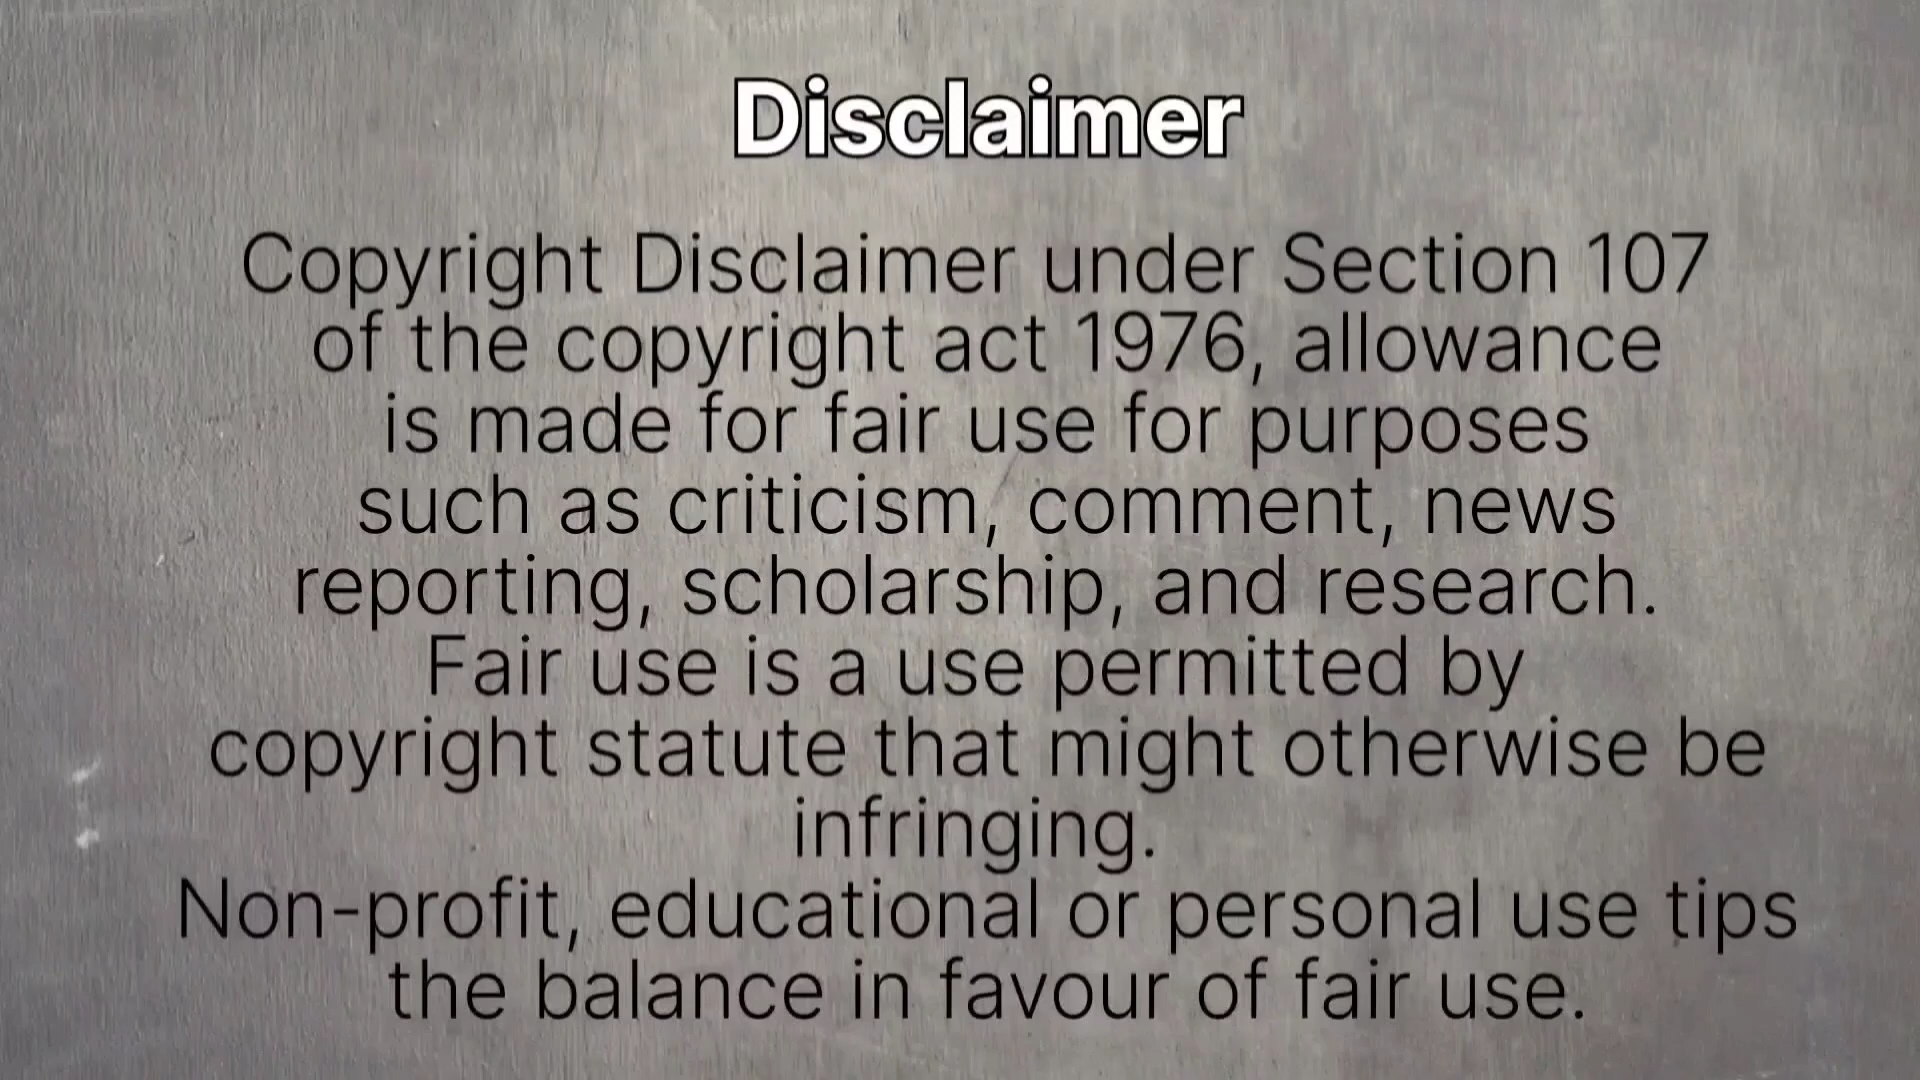 Disclaimer
Copyright Disclaimer under Section 107
of the copyright act 1976, allowance
is made for fair use for purposes
such as criticism, comment, news
reporting, scholarship, and research.
Fair use is a use permitted by
copyright statute that might otherwise be
infringing.
Non-profit, educational or personal use tips
the balance in favour of fair use.